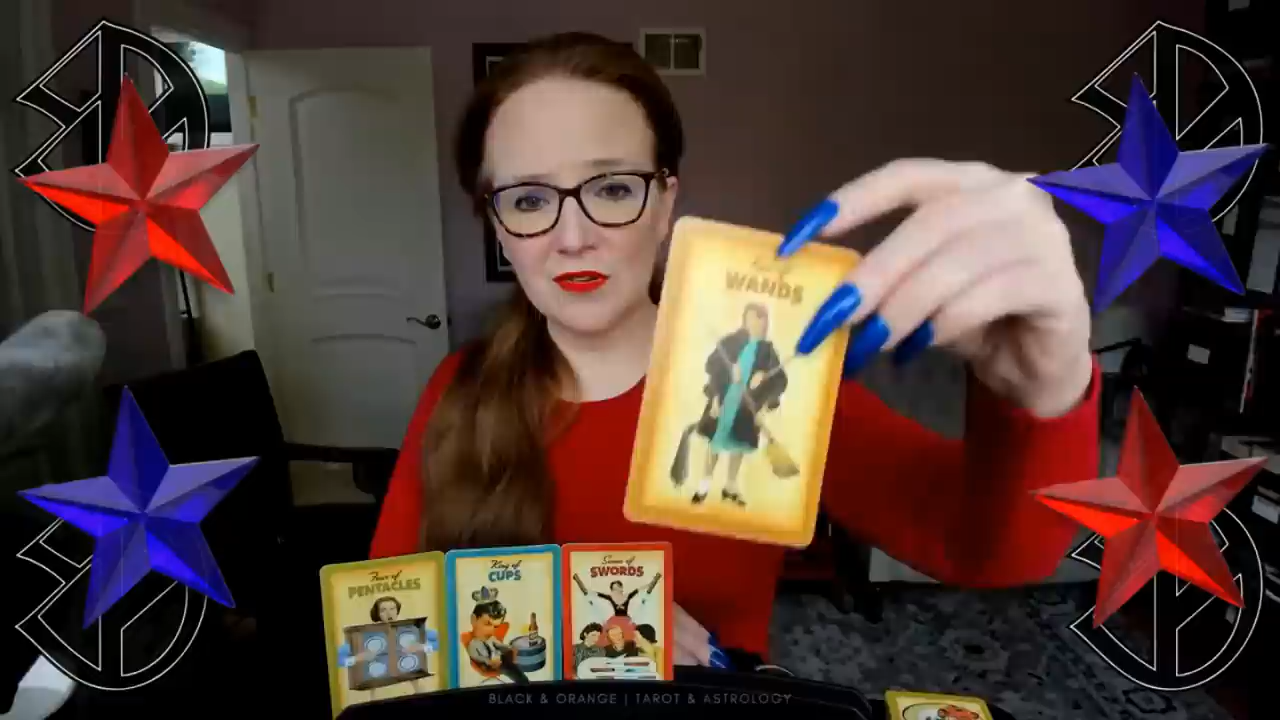 WANDS
Four of
PENTACLES
King of
CUPS
Seven of
SWORDS
BLACK & ORANGE | TAROT & ASTROLOGY